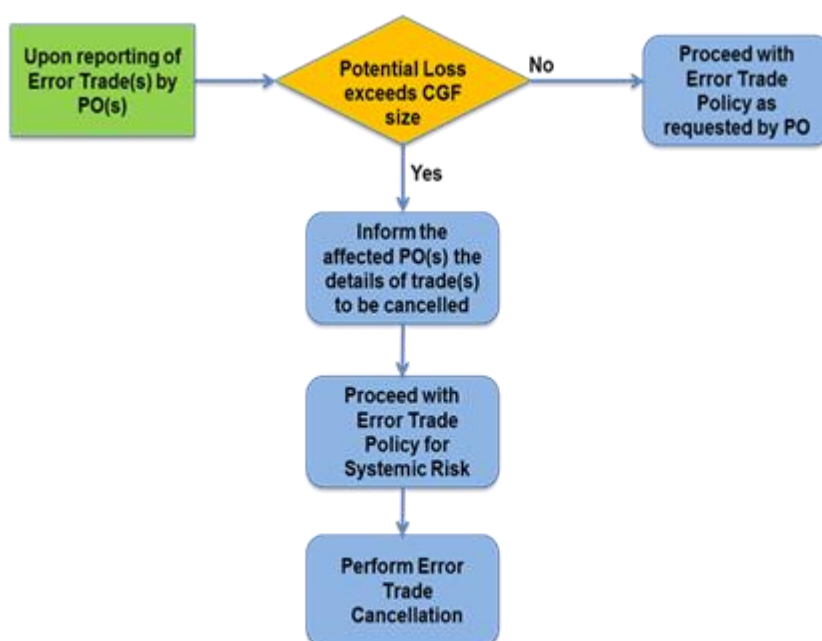 Upon reporting of
Error Trade(s) by
PO(s)
Potential Loss
exceeds CGF
size
No
Proceed with
Error Trade
Policy as
requested by PO
Yes
Inform the
affected PO(s) the
details of trade(s)
to be cancelled
Proceed with
Error Trade
Policy for
Systemic Risk
Perform Error
Trade
Cancellation